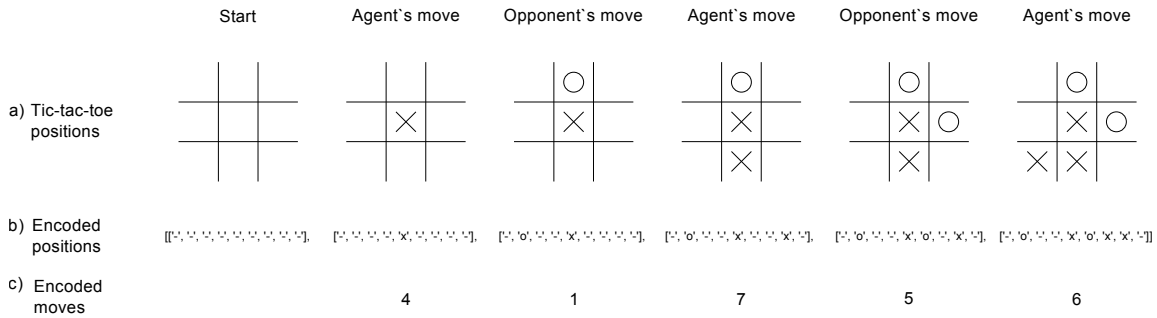 Start Agent`s move Opponent`s move Agent`s move Opponent`s move Agent`s move
a) Tic-tac-toe
positions
b) Encoded
positions
[['-', '-', '-', '-', '-', '-', '-', '-', '-'], ['-', '-', '-', '-', 'x', '-', '-', '-', '-'], ['-', 'o', '-', '-', 'x', '-', '-', '-', '-'], ['-', 'o', '-', '-', 'x', '-', '-', 'x', '-'], ['-', 'o', '-', '-', 'x', 'o', '-', 'x', '-'], ['-', 'o', '-', '-', 'x', 'o', 'x', 'x', '-']]
c) Encoded
moves
4 1 7 5 6